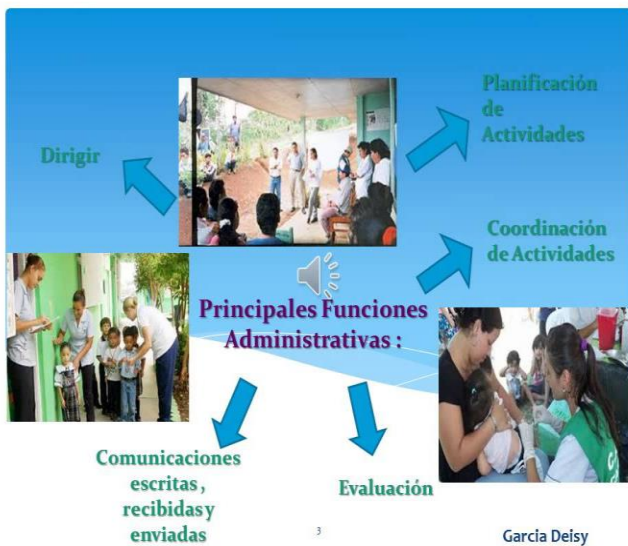 Planificación
de
Actividades
Dirigir
Coordinación
de Actividades
Principales Funciones
Administrativas :
Comunicaciones
escritas ,
recibidas y
enviadas
Evaluación
3
Garcia Deisy